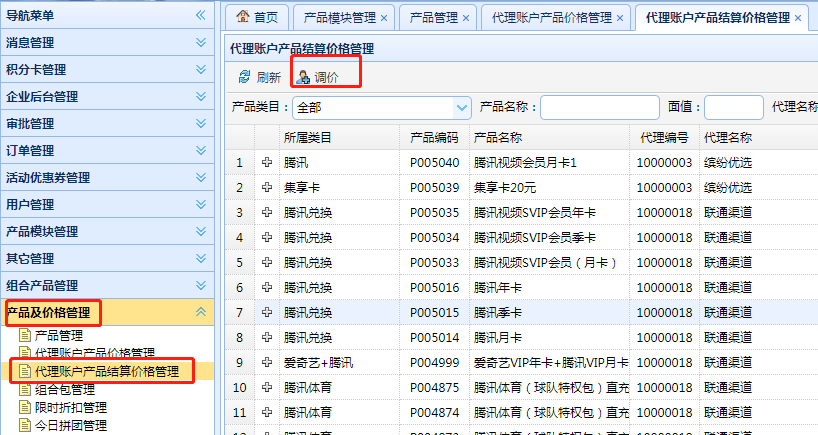 导航菜单
消息管理
积分卡管理
企业后台管理
审批管理
订单管理
活动优惠券管理
用户管理
产品模块管理
其它管理
组合产品管理
产品及价格管理
产品管理
代理账户产品价格管理
代理账户产品结算价格管理
组合包管理
限时折扣管理
今日拼团管理
首页 产品模块管理 × 产品管理 × 代理账户产品价格管理 × 代理账户产品结算价格管理 ×
代理账户产品结算价格管理
刷新 调价
产品类目： 全部 产品名称： 面值： 代理名称
所属类目 产品编码 产品名称 代理编号 代理名称
1 腾讯 P005040 腾讯视频会员月卡1 10000003 缤纷优选
2 集享卡 P005039 集享卡20元 10000003 缤纷优选
3 腾讯兑换 P005035 腾讯视频SVIP会员年卡 10000018 联通渠道
4 腾讯兑换 P005034 腾讯视频SVIP会员季卡 10000018 联通渠道
5 腾讯兑换 P005033 腾讯视频SVIP会员（月卡） 10000018 联通渠道
6 腾讯兑换 P005016 腾讯年卡 10000018 联通渠道
7 腾讯兑换 P005015 腾讯季卡 10000018 联通渠道
8 腾讯兑换 P005014 腾讯月卡 10000018 联通渠道
9 爱奇艺+腾讯 P004999 爱奇艺VIP年卡+腾讯VIP月卡 10000018 联通渠道
10 腾讯体育 P004875 腾讯体育（球队特权包）直充 10000018 联通渠道
11 腾讯体育 P004874 腾讯体育（球队特权包）直充 10000018 联通渠道